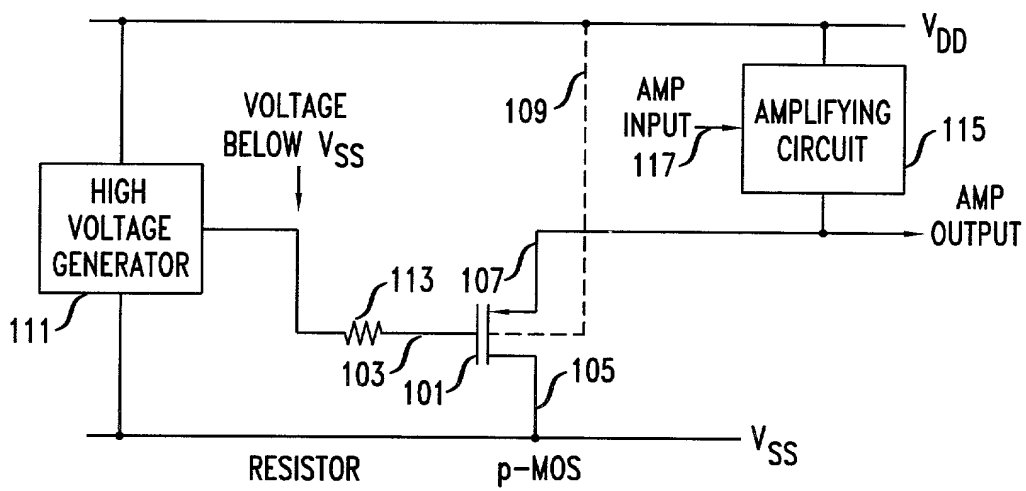 V_DD
109
AMP
INPUT
117
AMPLIFYING
CIRCUIT
115
VOLTAGE
BELOW V_SS
HIGH
VOLTAGE
GENERATOR
111
AMP
OUTPUT
107
113
103
101
105
V_SS
RESISTOR
p-MOS